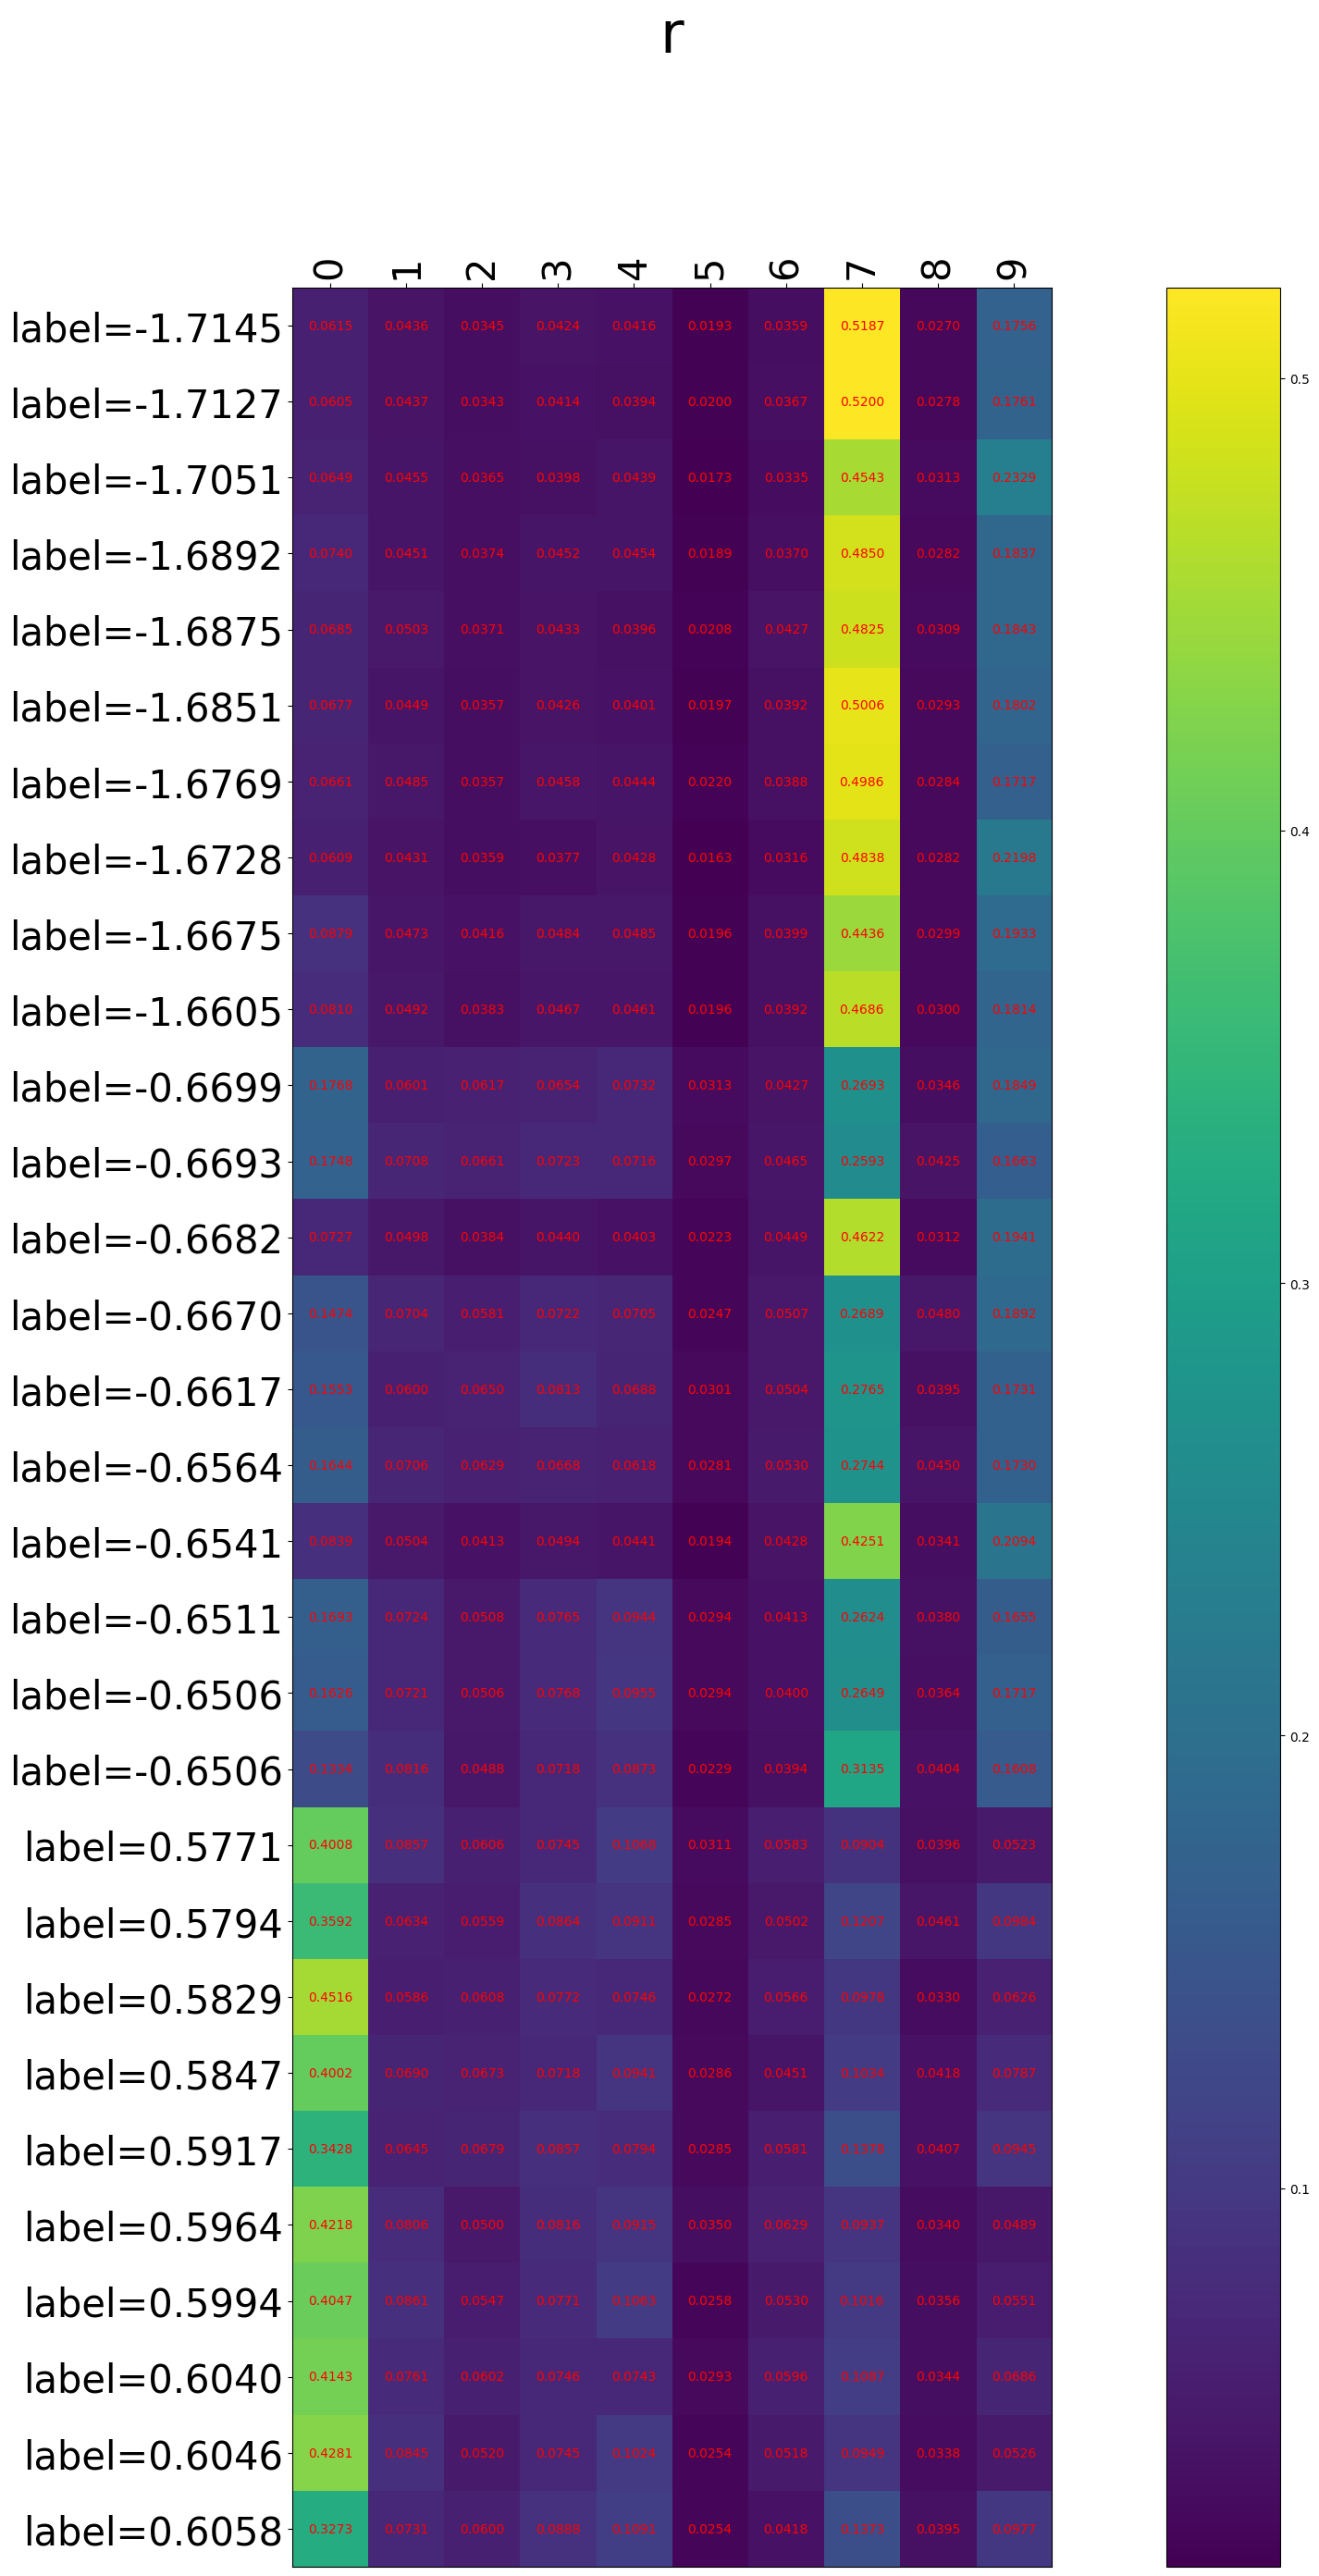 r
0 1 2 3 4 5 6 7 8 9
label=-1.7145 0.0615 0.0436 0.0345 0.0424 0.0416 0.0193 0.0359 0.5187 0.0270 0.1756
label=-1.7127 0.0605 0.0437 0.0343 0.0414 0.0394 0.0200 0.0367 0.5200 0.0278 0.1761
label=-1.7051 0.0649 0.0455 0.0365 0.0398 0.0439 0.0173 0.0335 0.4543 0.0313 0.2329
label=-1.6892 0.0740 0.0451 0.0374 0.0452 0.0454 0.0189 0.0370 0.4850 0.0282 0.1837
label=-1.6875 0.0685 0.0503 0.0371 0.0433 0.0396 0.0208 0.0427 0.4825 0.0309 0.1843
label=-1.6851 0.0677 0.0449 0.0357 0.0426 0.0401 0.0197 0.0392 0.5006 0.0293 0.1802
label=-1.6769 0.0661 0.0485 0.0357 0.0458 0.0444 0.0220 0.0388 0.4986 0.0284 0.1717
label=-1.6728 0.0609 0.0431 0.0359 0.0377 0.0428 0.0163 0.0316 0.4838 0.0282 0.2198
label=-1.6675 0.0879 0.0473 0.0416 0.0484 0.0485 0.0196 0.0399 0.4436 0.0299 0.1933
label=-1.6605 0.0810 0.0492 0.0383 0.0467 0.0461 0.0196 0.0392 0.4686 0.0300 0.1814
label=-0.6699 0.1768 0.0601 0.0617 0.0654 0.0732 0.0313 0.0427 0.2693 0.0346 0.1849
label=-0.6693 0.1748 0.0708 0.0661 0.0723 0.0716 0.0297 0.0465 0.2593 0.0425 0.1663
label=-0.6682 0.0727 0.0498 0.0384 0.0440 0.0403 0.0223 0.0449 0.4622 0.0312 0.1941
label=-0.6670 0.1474 0.0704 0.0581 0.0722 0.0705 0.0247 0.0507 0.2689 0.0480 0.1892
label=-0.6617 0.1553 0.0600 0.0650 0.0813 0.0688 0.0301 0.0504 0.2765 0.0395 0.1731
label=-0.6564 0.1644 0.0706 0.0629 0.0668 0.0618 0.0281 0.0530 0.2744 0.0450 0.1730
label=-0.6541 0.0839 0.0504 0.0413 0.0494 0.0441 0.0194 0.0428 0.4251 0.0341 0.2094
label=-0.6511 0.1693 0.0724 0.0508 0.0765 0.0944 0.0294 0.0413 0.2624 0.0380 0.1655
label=-0.6506 0.1626 0.0721 0.0506 0.0768 0.0955 0.0294 0.0400 0.2649 0.0364 0.1717
label=-0.6506 0.1334 0.0816 0.0488 0.0718 0.0873 0.0229 0.0394 0.3135 0.0404
label=0.5771 0.4008 0.0857 0.0606 0.0745 0.1068 0.0311 0.0583 0.0904 0.0396 0.0523
label=0.5794 0.3592 0.0634 0.0559 0.0864 0.0911 0.0285 0.0502 0.1207 0.0461 0.0984
label=0.5829 0.4516 0.0586 0.0608 0.0772 0.0746 0.0272 0.0566 0.0978 0.0330 0.0626
label=0.5847 0.4002 0.0690 0.0673 0.0718 0.0941 0.0286 0.0451 0.1034 0.0418 0.0787
label=0.5917 0.3428 0.0645 0.0679 0.0857 0.0794 0.0285 0.0581 0.1378 0.0407 0.0945
label=0.5964 0.4218 0.0806 0.0500 0.0816 0.0915 0.0350 0.0629 0.0937 0.0340 0.0489
label=0.5994 0.4047 0.0861 0.0547 0.0771 0.0258 0.0530 0.1016 0.0356 0.0551
label=0.6040 0.4143 0.0761 0.0602 0.0746 0.0743 0.0293 0.0596 0.1087 0.0344 0.0686
label=0.6046 0.4281 0.0845 0.0520 0.0745 0.1024 0.0254 0.0518 0.0949 0.0338 0.0526
label=0.6058 0.3273 0.0731 0.0600 0.0888 0.1091 0.0254 0.0418 0.1373 0.0395 0.0977
0.5
0.4
0.3
0.2
0.1